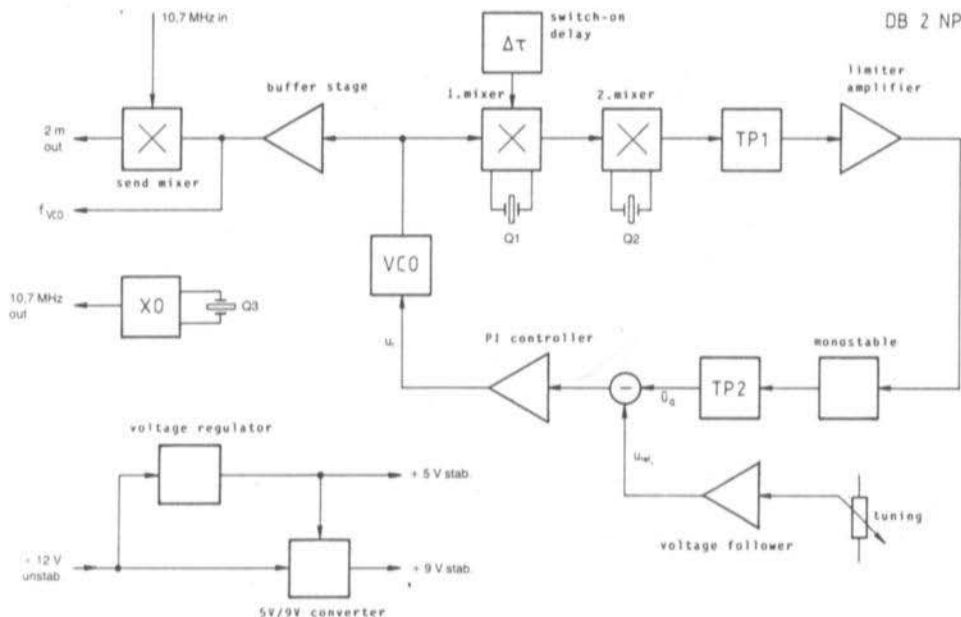 10,7 MHz in
switch-on
delay
DB 2 NP
Δτ
limiter
amplifier
buffer stage
1.mixer
2.mixer
2 m
out
TP1
send mixer
f VCO
Q1
Q2
VCO
10,7 MHz
out
XO
Q3
PI controller
monostable
TP2
voltage regulator
+ 5 V stab.
tuning
voltage follower
+ 12 V
unstab.
+ 9 V stab.
5V/9V converter